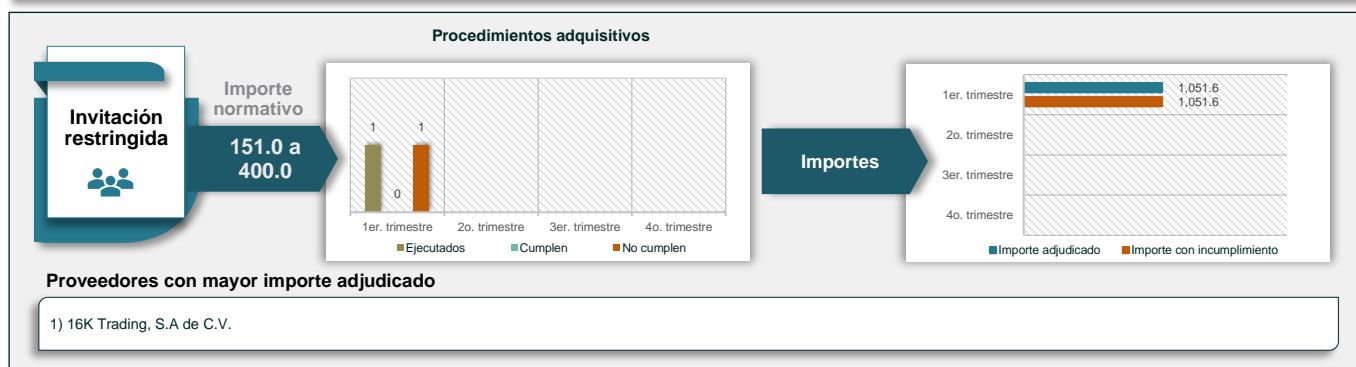 Procedimientos adquisitivos
Invitación
restringida
Importe
normativo
151.0 a
400.0
1
0
1
1er. trimestre
2o. trimestre
3er. trimestre
4o. trimestre
Ejecutados
Cumplen
No cumplen
Importes
1er. trimestre
1,051.6
1,051.6
2o. trimestre
3er. trimestre
4o. trimestre
Importe adjudicado
Importe con incumplimiento
Proveedores con mayor importe adjudicado
1) 16K Trading, S.A de C.V.